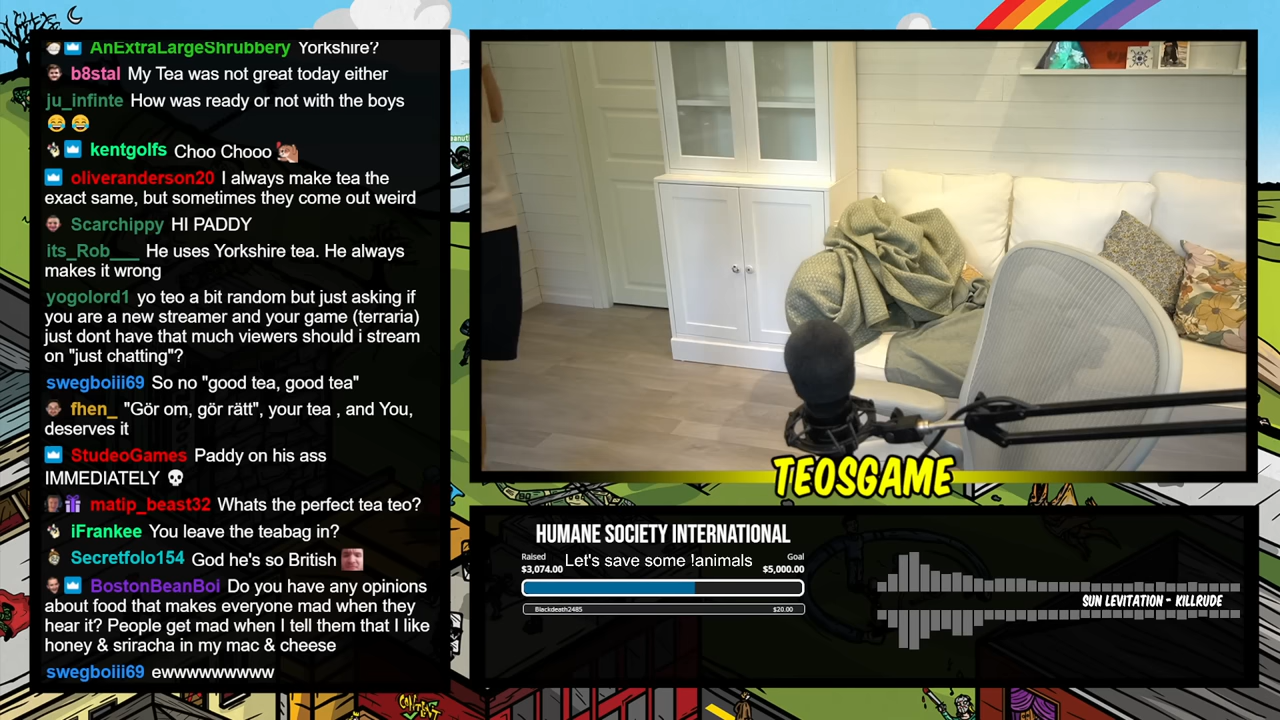 AnExtraLargeShrubbery Yorkshire?
b8stal My Tea was not great today either
ju_infinte How was ready or not with the boys
😂 😂
kentgolfs Choo Chooo
oliveranderson20 I always make tea the
exact same, but sometimes they come out weird
Scarchippy HI PADDY
its_Rob___ He uses Yorkshire tea. He always
makes it wrong
yogolord1 yo teo a bit random but just asking if
you are a new streamer and your game (terraria)
just dont have that much viewers should i stream
on "just chatting"?
swegboiii69 So no "good tea, good tea"
fhen_ "Gör om, gör rätt", your tea , and You,
deserves it
StudeoGames Paddy on his ass
IMMEDIATELY 💀
matip_beast32 Whats the perfect tea teo?
iFrankee You leave the teabag in?
Secretfolo154 God he's so British
BostonBeanBoi Do you have any opinions
about food that makes everyone mad when they
hear it? People get mad when I tell them that I like
honey & sriracha in my mac & cheese
swegboiii69 ewwwwwwwww
TEOSGAME
HUMANE SOCIETY INTERNATIONAL
Raised Let's save some !animals Goal
$3,074.00 $5,000.00
Blackdeath2485 $20.00
SUN LEVITATION - KILLRUDE